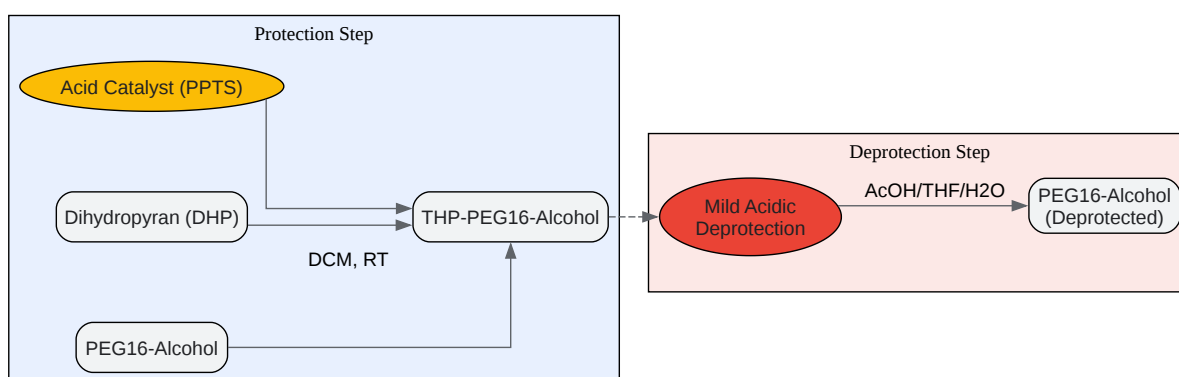 Protection Step
Acid Catalyst (PPTS)
Dihydropyran (DHP)
DCM, RT
THP-PEG16-Alcohol
PEG16-Alcohol
Deprotection Step
Mild Acidic
Deprotection
AcOH/THF/H2O
PEG16-Alcohol
(Deprotected)